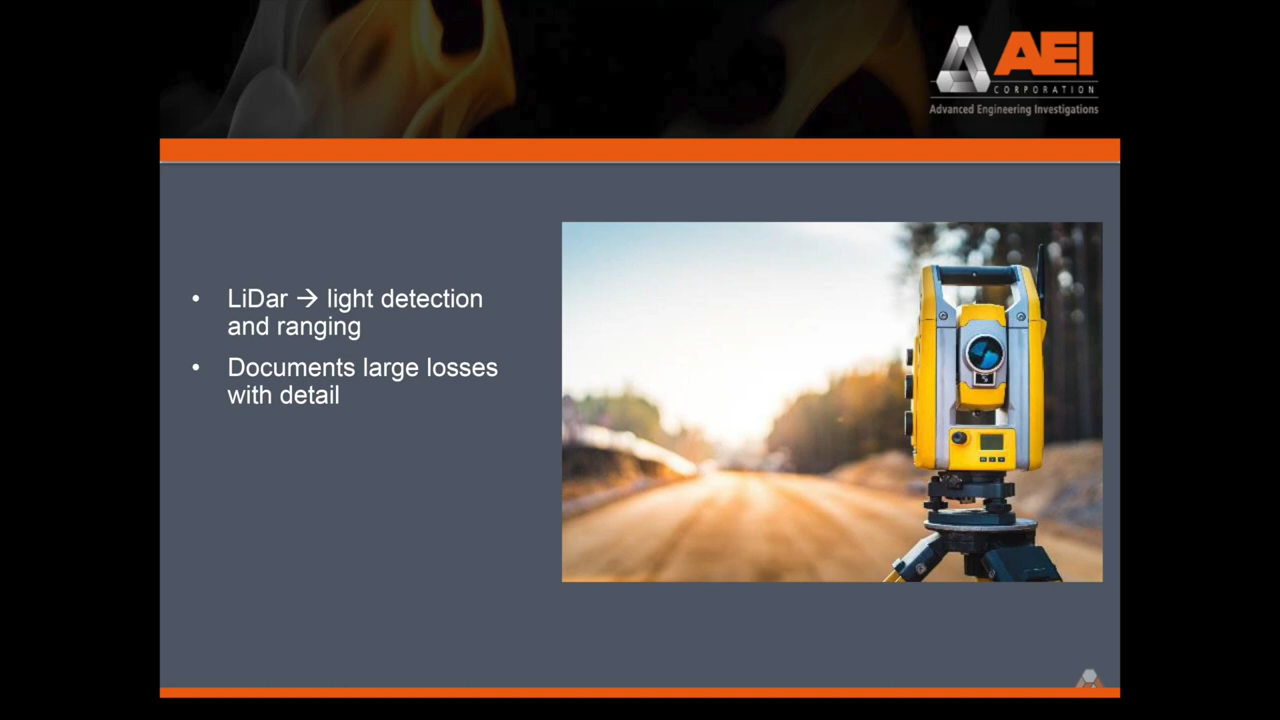 AEI
CORPORATION
Advanced Engineering Investigations
• LiDar → light detection
and ranging
• Documents large losses
with detail